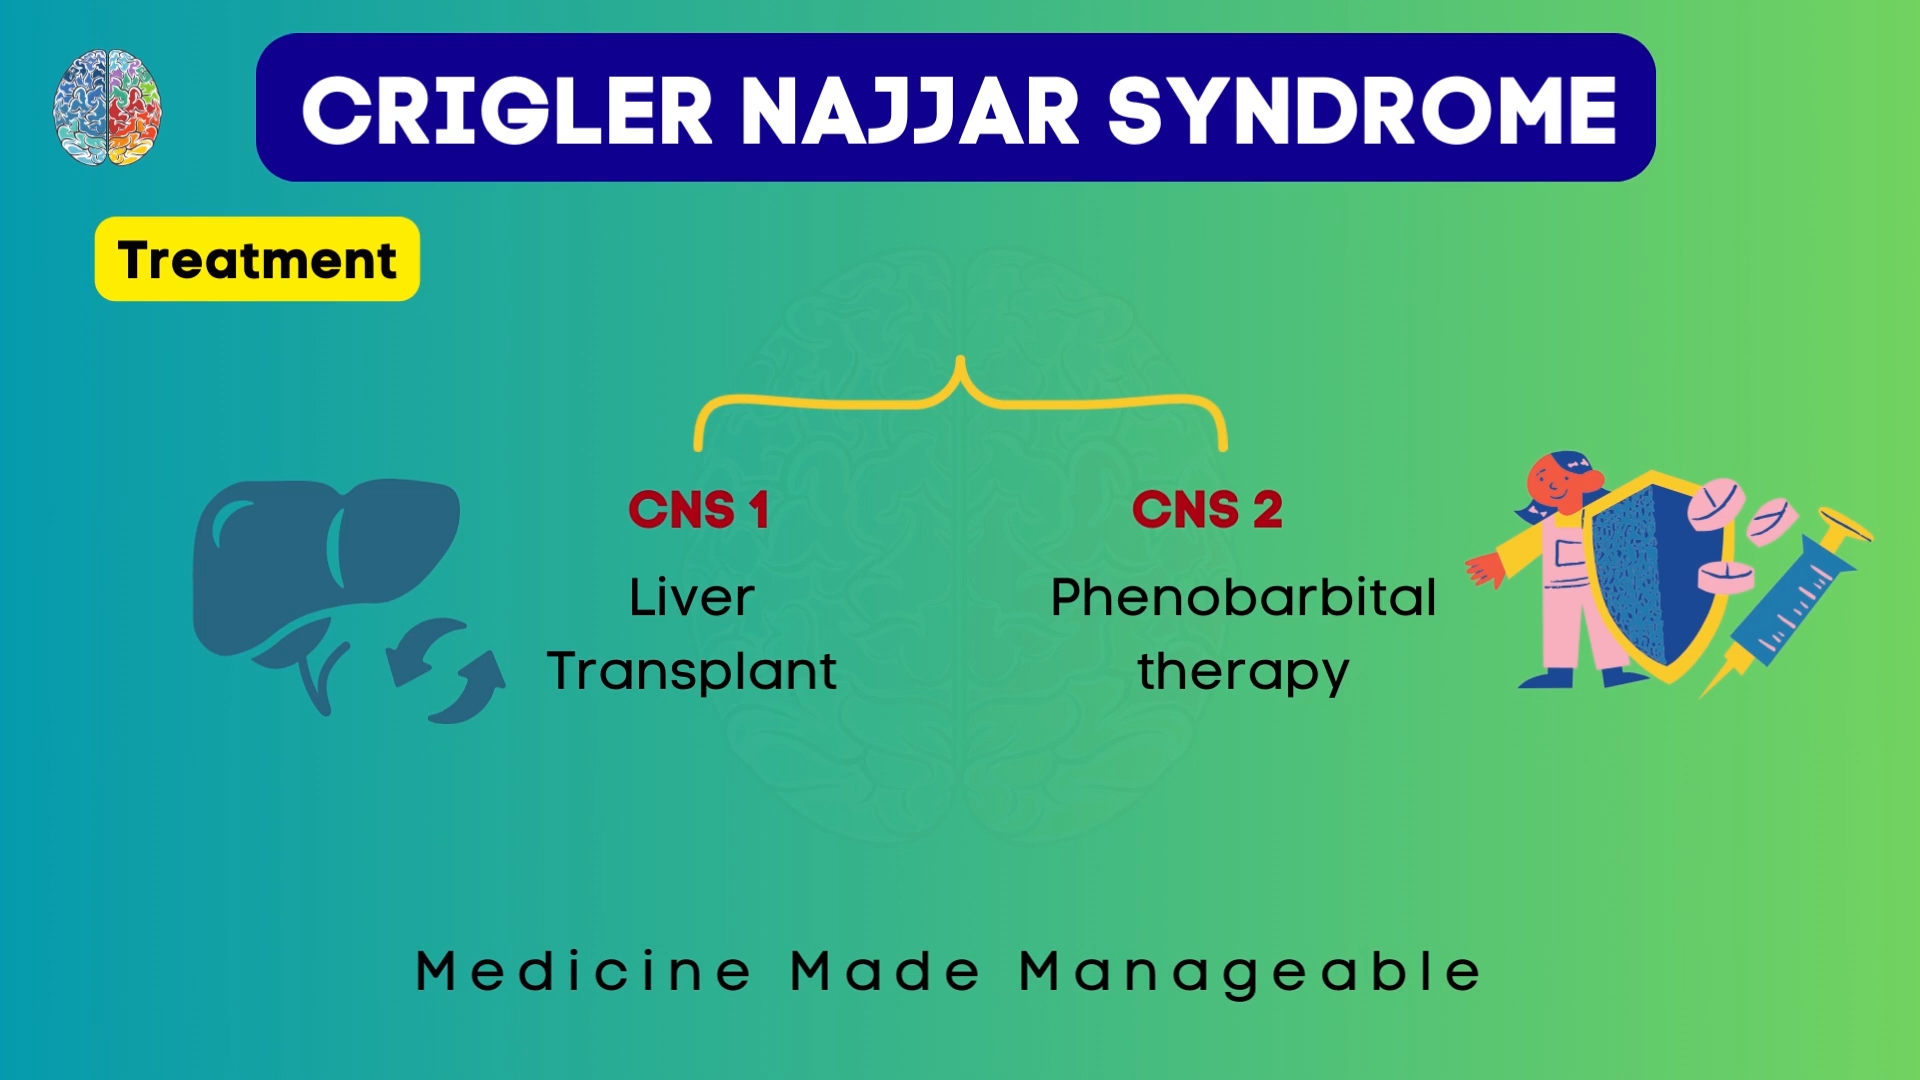 CRIGLER NAJJAR SYNDROME
Treatment
CNS 1
Liver
Transplant
CNS 2
Phenobarbital
therapy
Medicine Made Manageable